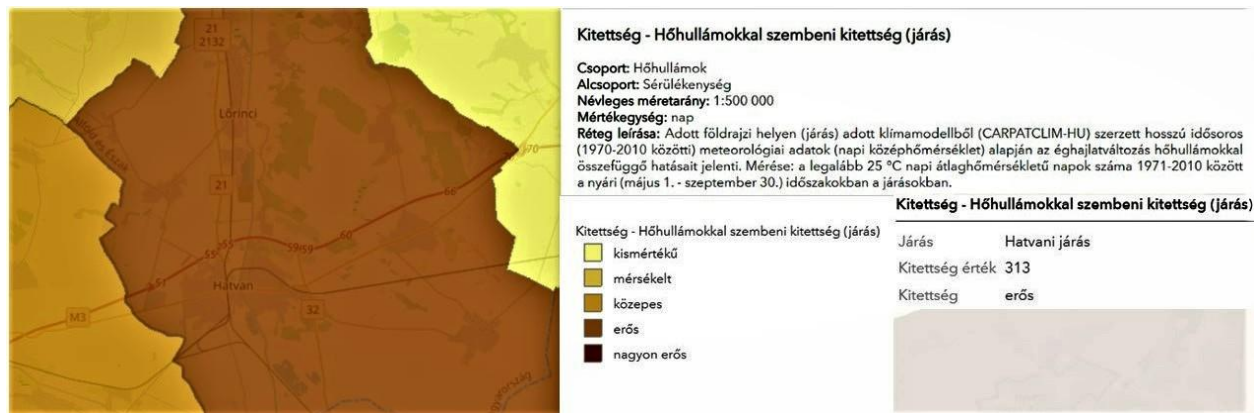 21
2132
Lőrinci
21
M3
51
55
55
59
59
60
66
70
Hatvan
32
Kitettség - Hőhullámokkal szembeni kitettség (járás)
Csoport: Hőhullámok
Alcsoport: Sérülékenység
Névleges méretarány: 1:500 000
Mértékegység: nap
Réteg leírása: Adott földrajzi helyen (járás) adott klímamodellből (CARPATCLIM-HU) szerzett hosszú idősoros
(1970-2010 közötti) meteorológiai adatok (napi középhőmérséklet) alapján az éghajlatváltozás hőhullámokkal
összefüggő hatásait jelenti. Mérése: a legalább 25 °C napi átlaghőmérsékletű napok száma 1971-2010 között
a nyári (május 1. - szeptember 30.) időszakokban a járásokban.
Kitettség - Hőhullámokkal szembeni kitettség (járás)
kismértékű
mérsékelt
közepes
erős
nagyon erős
Kitettség - Hőhullámokkal szembeni kitettség (járás)
Járás Hatvani járás
Kitettség érték 313
Kitettség erős